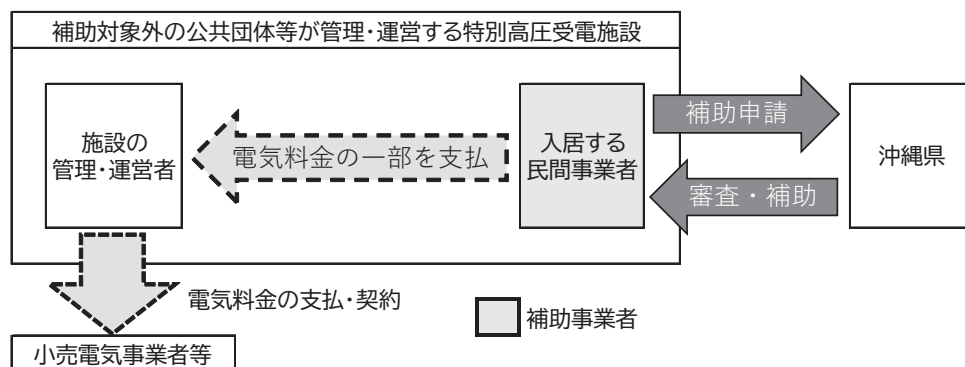 補助対象外の公共団体等が管理・運営する特別高圧受電施設
施設の
管理・運営者
電気料金の一部を支払
入居する
民間事業者
補助申請
審査・補助
沖縄県
電気料金の支払・契約
補助事業者
小売電気事業者等